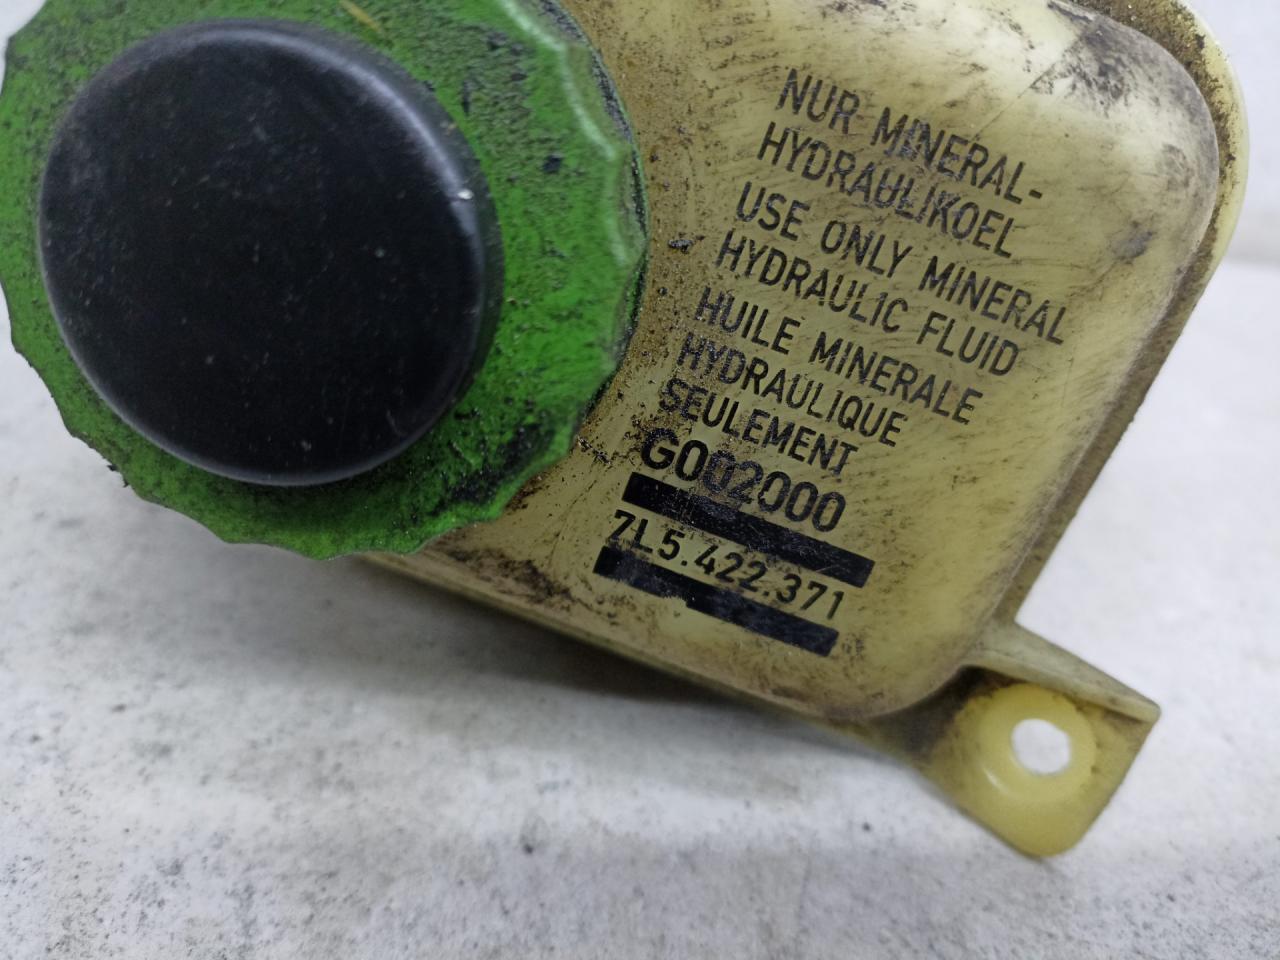 NUR MINERAL-
HYDRAULIKOEL
USE ONLY MINERAL
HYDRAULIC FLUID
HUILE MINERALE
HYDRAULIQUE
SEULEMENT
G002000
7L5.422.371